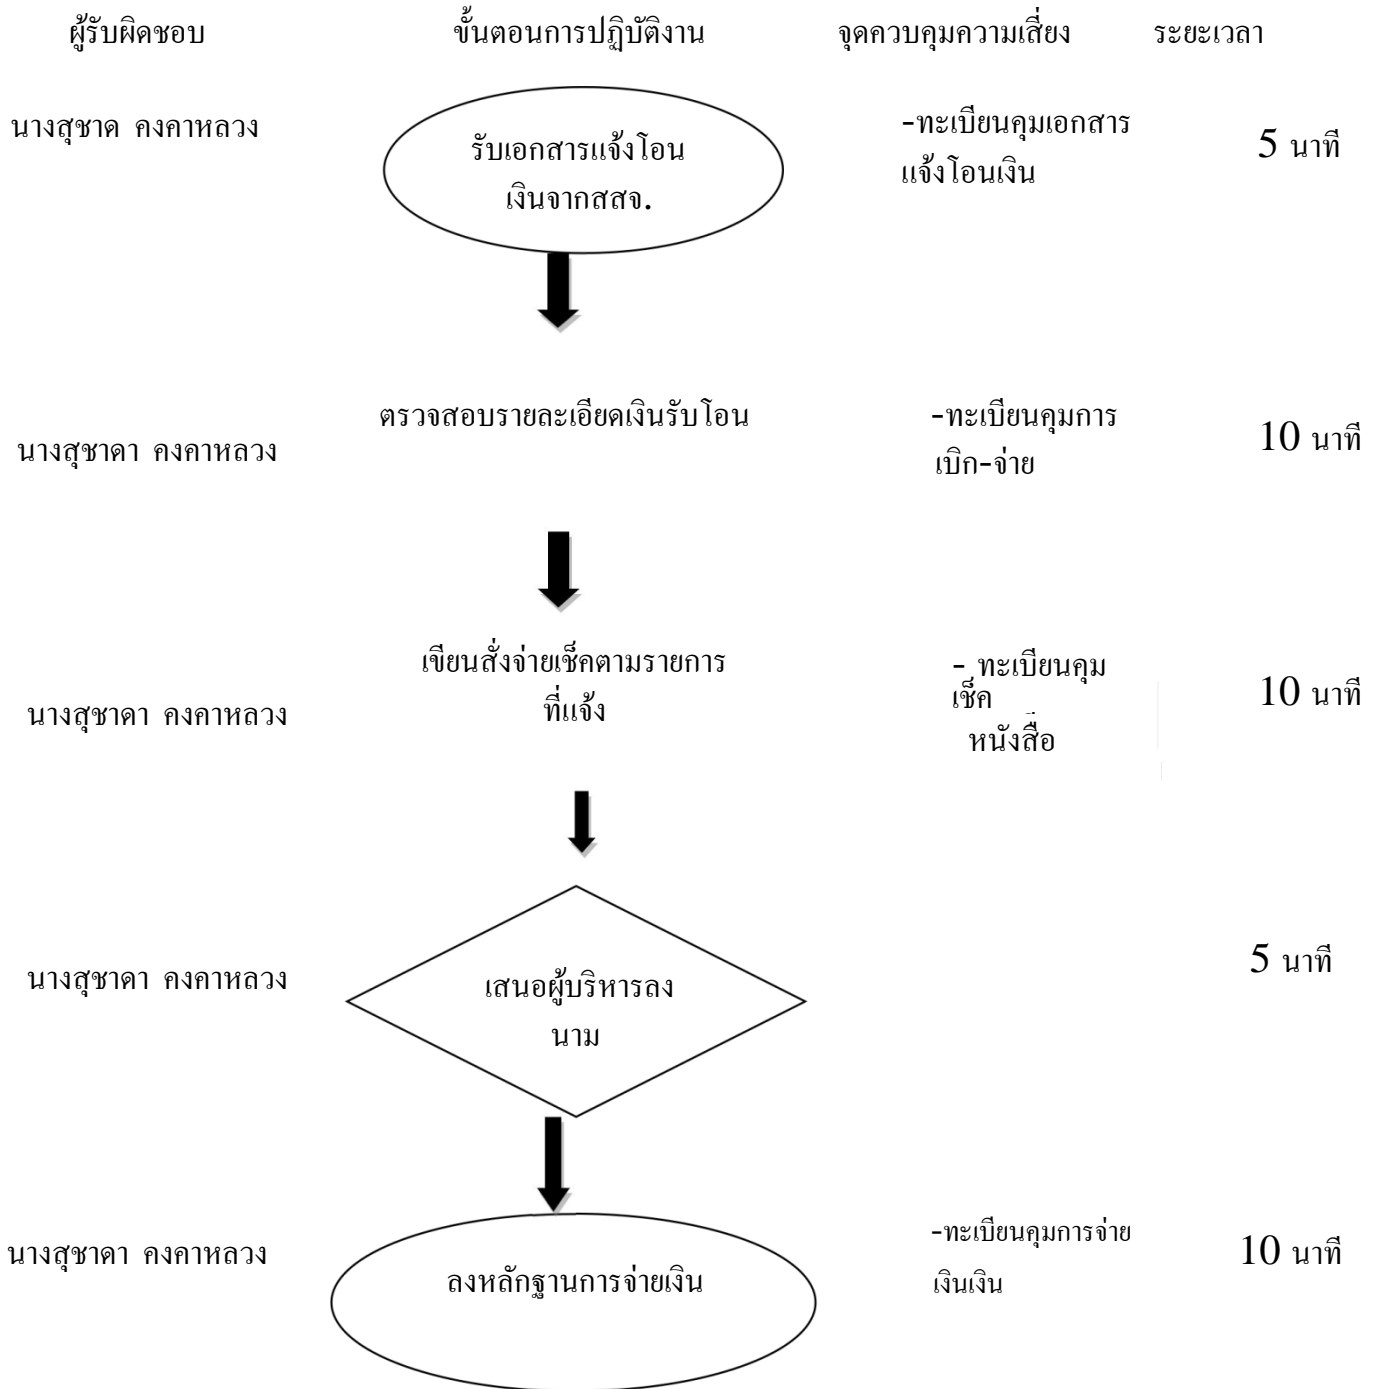 ผู้รับผิดชอบ ขั้นตอนการปฏิบัติงาน จุดควบคุมความเสี่ยง ระยะเวลา
นางสุชาด คงคาหลวง
รับเอกสารแจ้งโอน
เงินจากสสจ.
-ทะเบียนคุมเอกสาร
แจ้งโอนเงิน
5 นาที
นางสุชาดา คงคาหลวง
ตรวจสอบรายละเอียดเงินรับโอน
-ทะเบียนคุมการ
เบิก-จ่าย
10 นาที
นางสุชาดา คงคาหลวง
เขียนสั่งจ่ายเช็คตามรายการ
ที่แจ้ง
- ทะเบียนคุม
เช็ค
หนังสือ
10 นาที
นางสุชาดา คงคาหลวง
เสนอผู้บริหารลง
นาม
5 นาที
นางสุชาดา คงคาหลวง
ลงหลักฐานการจ่ายเงิน
-ทะเบียนคุมการจ่าย
เงินเงิน
10 นาที